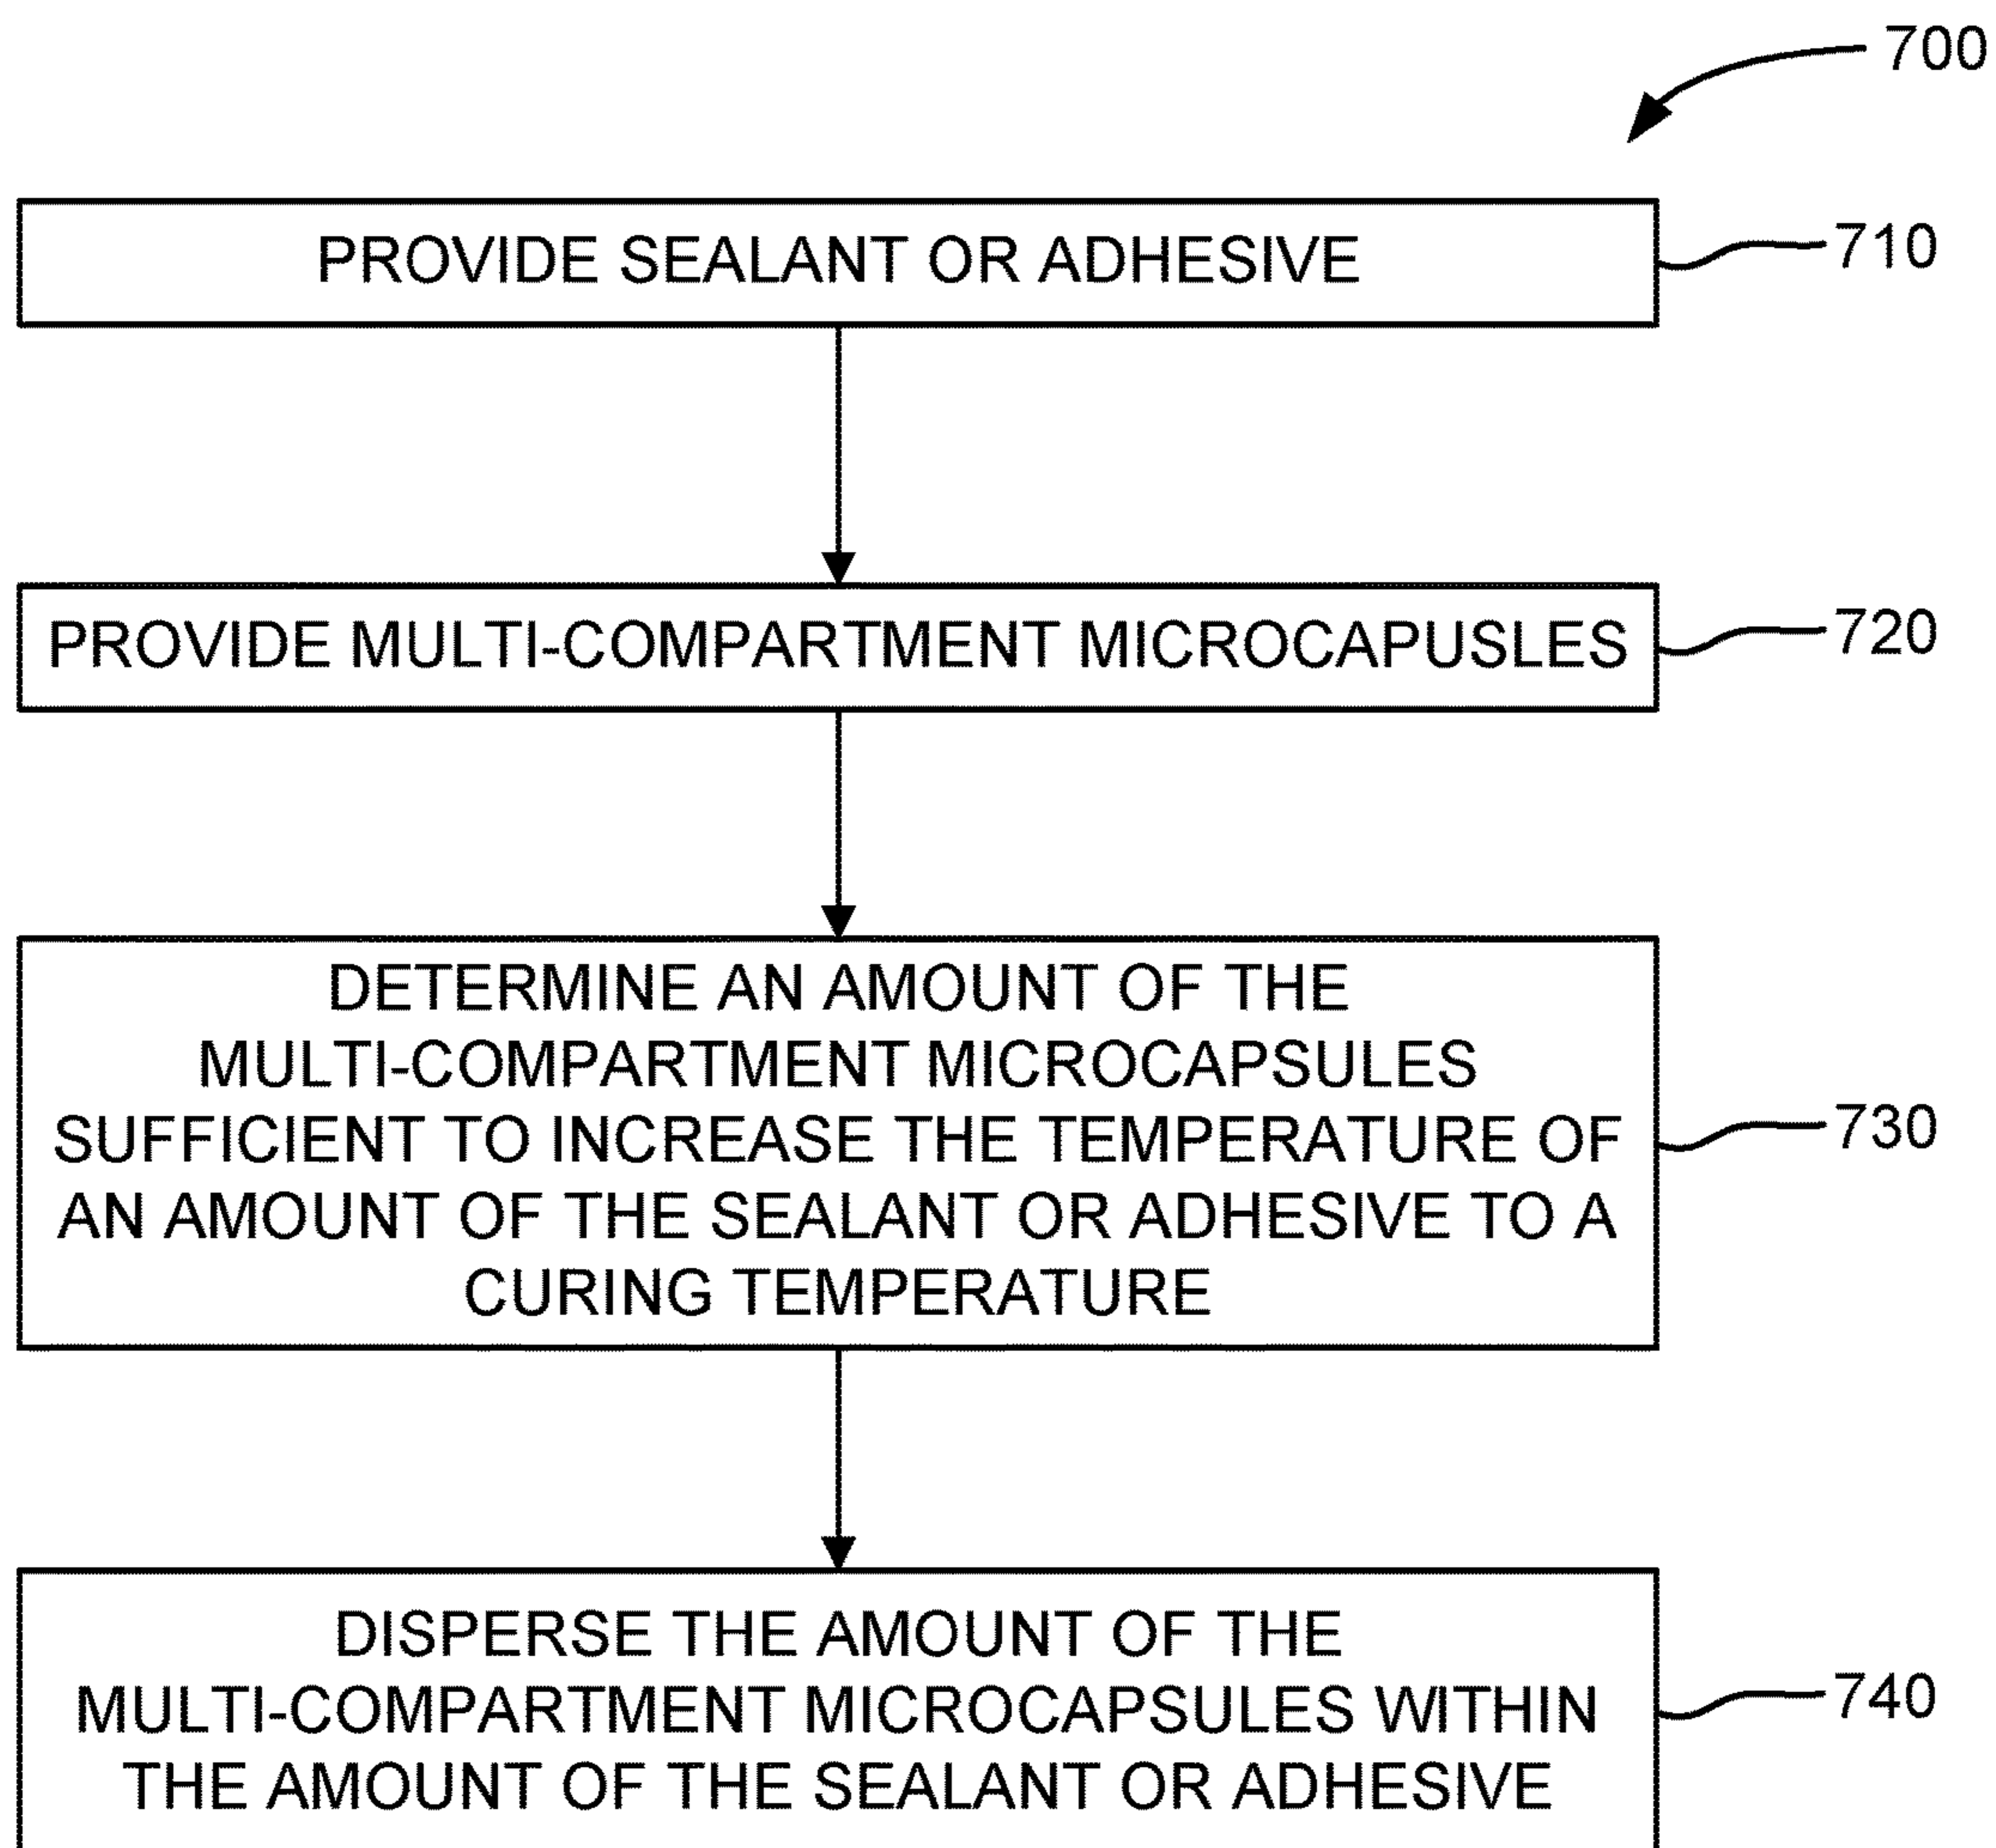 700
PROVIDE SEALANT OR ADHESIVE
710
PROVIDE MULTI-COMPARTMENT MICROCAPUSLES
720
DETERMINE AN AMOUNT OF THE
MULTI-COMPARTMENT MICROCAPSULES
SUFFICIENT TO INCREASE THE TEMPERATURE OF
AN AMOUNT OF THE SEALANT OR ADHESIVE TO A
CURING TEMPERATURE
730
DISPERSE THE AMOUNT OF THE
MULTI-COMPARTMENT MICROCAPSULES WITHIN
THE AMOUNT OF THE SEALANT OR ADHESIVE
740